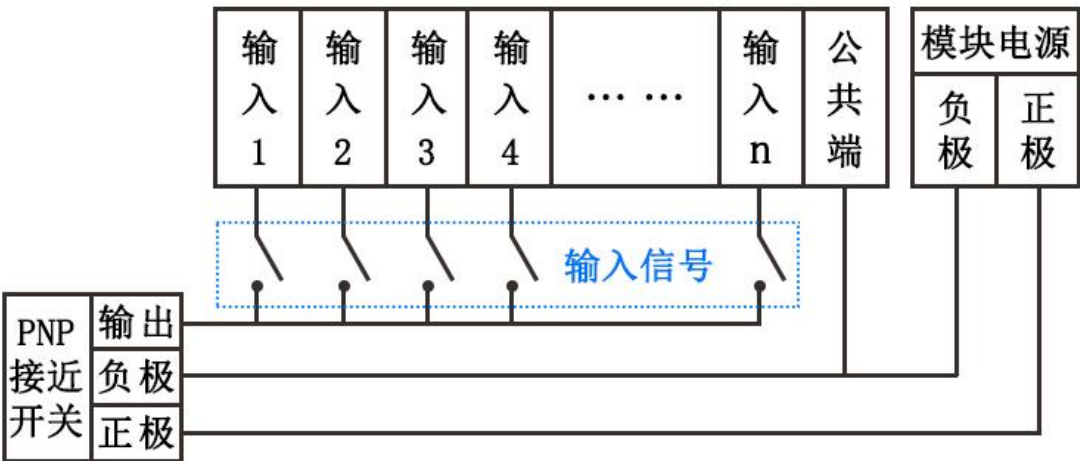 输入1
输入2
输入3
输入4
…… ……
输入n
公共端
模块电源
负极
正极
输入信号
PNP接近开关
输出
负极
正极